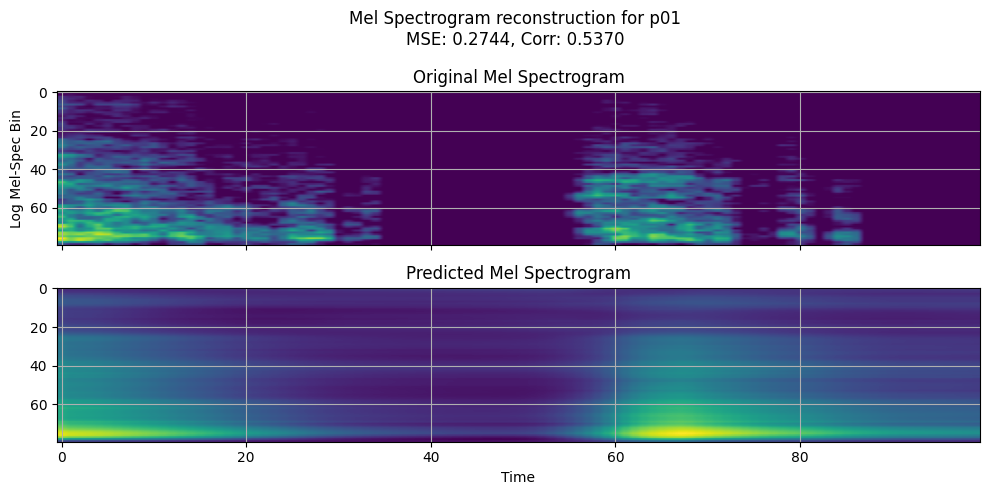 Mel Spectrogram reconstruction for p01
MSE: 0.2744, Corr: 0.5370
Original Mel Spectrogram
0
20
40
60
Log Mel-Spec Bin
Predicted Mel Spectrogram
0
20
40
60
0 20 40 60 80
Time